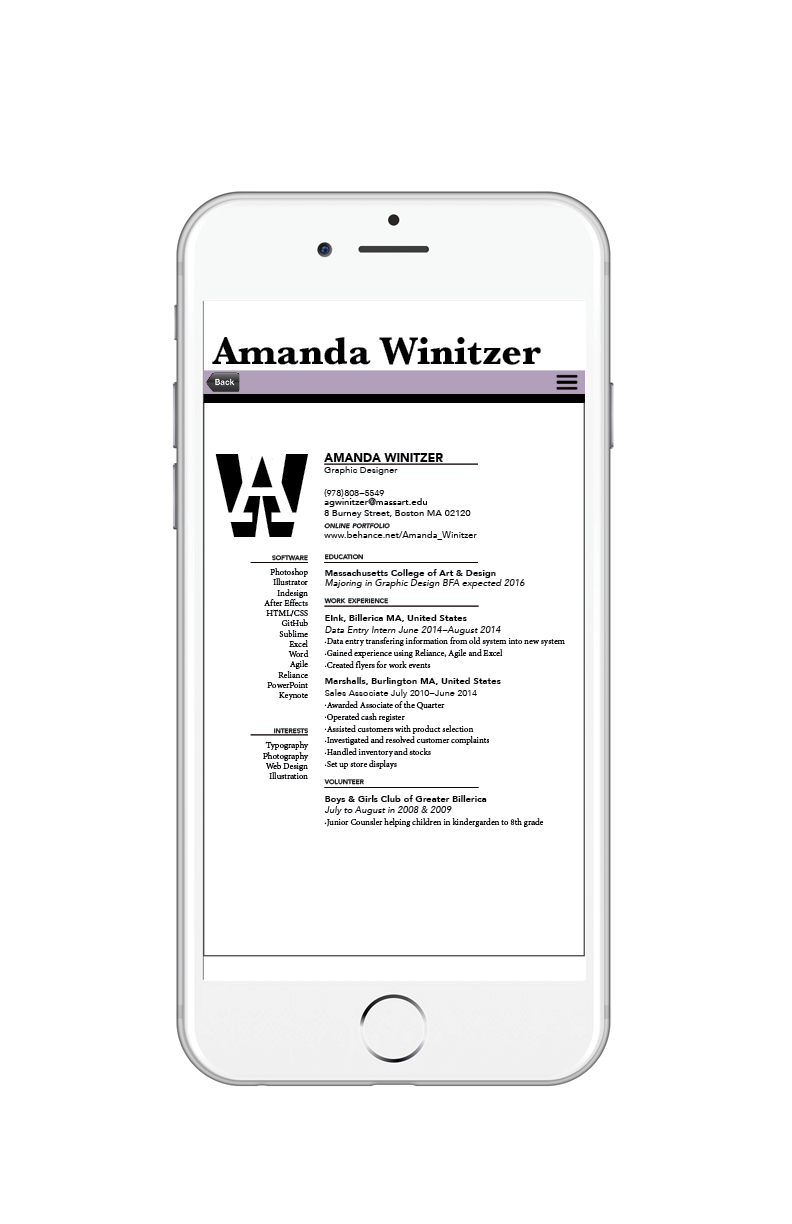 Amanda Winitzer
Back
AMANDA WINITZER
Graphic Designer
(978)808–5549
agwinitzer@massart.edu
8 Burney Street, Boston MA 02120
ONLINE PORTFOLIO
www.behance.net/Amanda_Winitzer
SOFTWARE
Photoshop
Illustrator
Indesign
After Effects
HTML/CSS
GitHub
Sublime
Excel
Word
Agile
Reliance
PowerPoint
Keynote
INTERESTS
Typography
Photography
Web Design
Illustration
EDUCATION
Massachusetts College of Art & Design
Majoring in Graphic Design BFA expected 2016
WORK EXPERIENCE
EInk, Billerica MA, United States
Data Entry Intern June 2014–August 2014
·Data entry transfering information from old system into new system
·Gained experience using Reliance, Agile and Excel
·Created flyers for work events
Marshalls, Burlington MA, United States
Sales Associate July 2010–June 2014
·Awarded Associate of the Quarter
·Operated cash register
·Assisted customers with product selection
·Investigated and resolved customer complaints
·Handled inventory and stocks
·Set up store displays
VOLUNTEER
Boys & Girls Club of Greater Billerica
July to August in 2008 & 2009
·Junior Counsler helping children in kindergarden to 8th grade